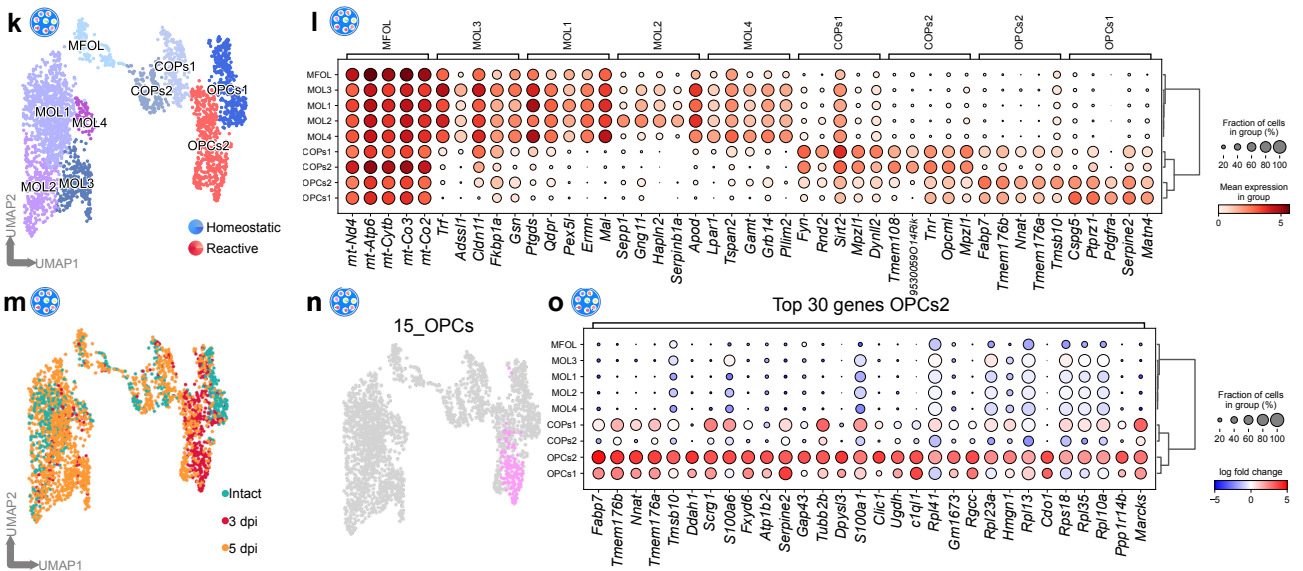 k
MFOL
COPs1
COPs2
OPCs1
MOL1
MOL4
OPCs2
MOL2
MOL3
UMAP2
UMAP1
Homeostatic
Reactive
l
MFOL
MOL3
MOL1
MOL2
MOL4
COPs1
COPs2
OPCs2
OPCs1
MFOL
MOL3
MOL1
MOL2
MOL4
COPs1
COPs2
OPCs2
OPCs1
mt-Nd4
mt-Atp6
mt-Cytb
mt-Co3
mt-Co2
Trf
Adssl1
Cldn11
Fkbp1a
Gsn
Ptgds
Qdpr
Pex5l
Ermn
Mal
Sepp1
Gng11
Hapln2
Serpinb1a
Apod
Lpar1
Tspan2
Gamt
Grb14
Pllim2
Fyn
Rnd2
Sirt2
Mpzl1
Dynll2
Tmem108
9530059O14Rik
Tnr
Opcml
Mpzl1
Fabp7
Tmem176b
Nnat
Tmem176a
Tmsb10
Cspg5
Ptprz1
Pdgfra
Serpine2
Matn4
Fraction of cells
in group (%)
20 40 60 80 100
Mean expression
in group
0 5
m
UMAP2
UMAP1
Intact
3 dpi
5 dpi
n
15_OPCs
o
Top 30 genes OPCs2
MFOL
MOL3
MOL1
MOL2
MOL4
COPs1
COPs2
OPCs2
OPCs1
Fabp7
Tmem176b
Nnat
Tmem176a
Tmsb10
Ddah1
Scrg1
S100a6
Fxyd6
Atp1b2
Serpine2
Gap43
Tubb2b
Dpysl3
S100a1
Clic1
Ugdh
c1ql1
Rpl41
Gm1673
Rgcc
Rpl23a
Hmgn1
Rpl13
Cdo1
Rps18
Rpl35
Rpl10a
Ppp1r14b
Marcks
Fraction of cells
in group (%)
20 40 60 80 100
log fold change
-5 0 5